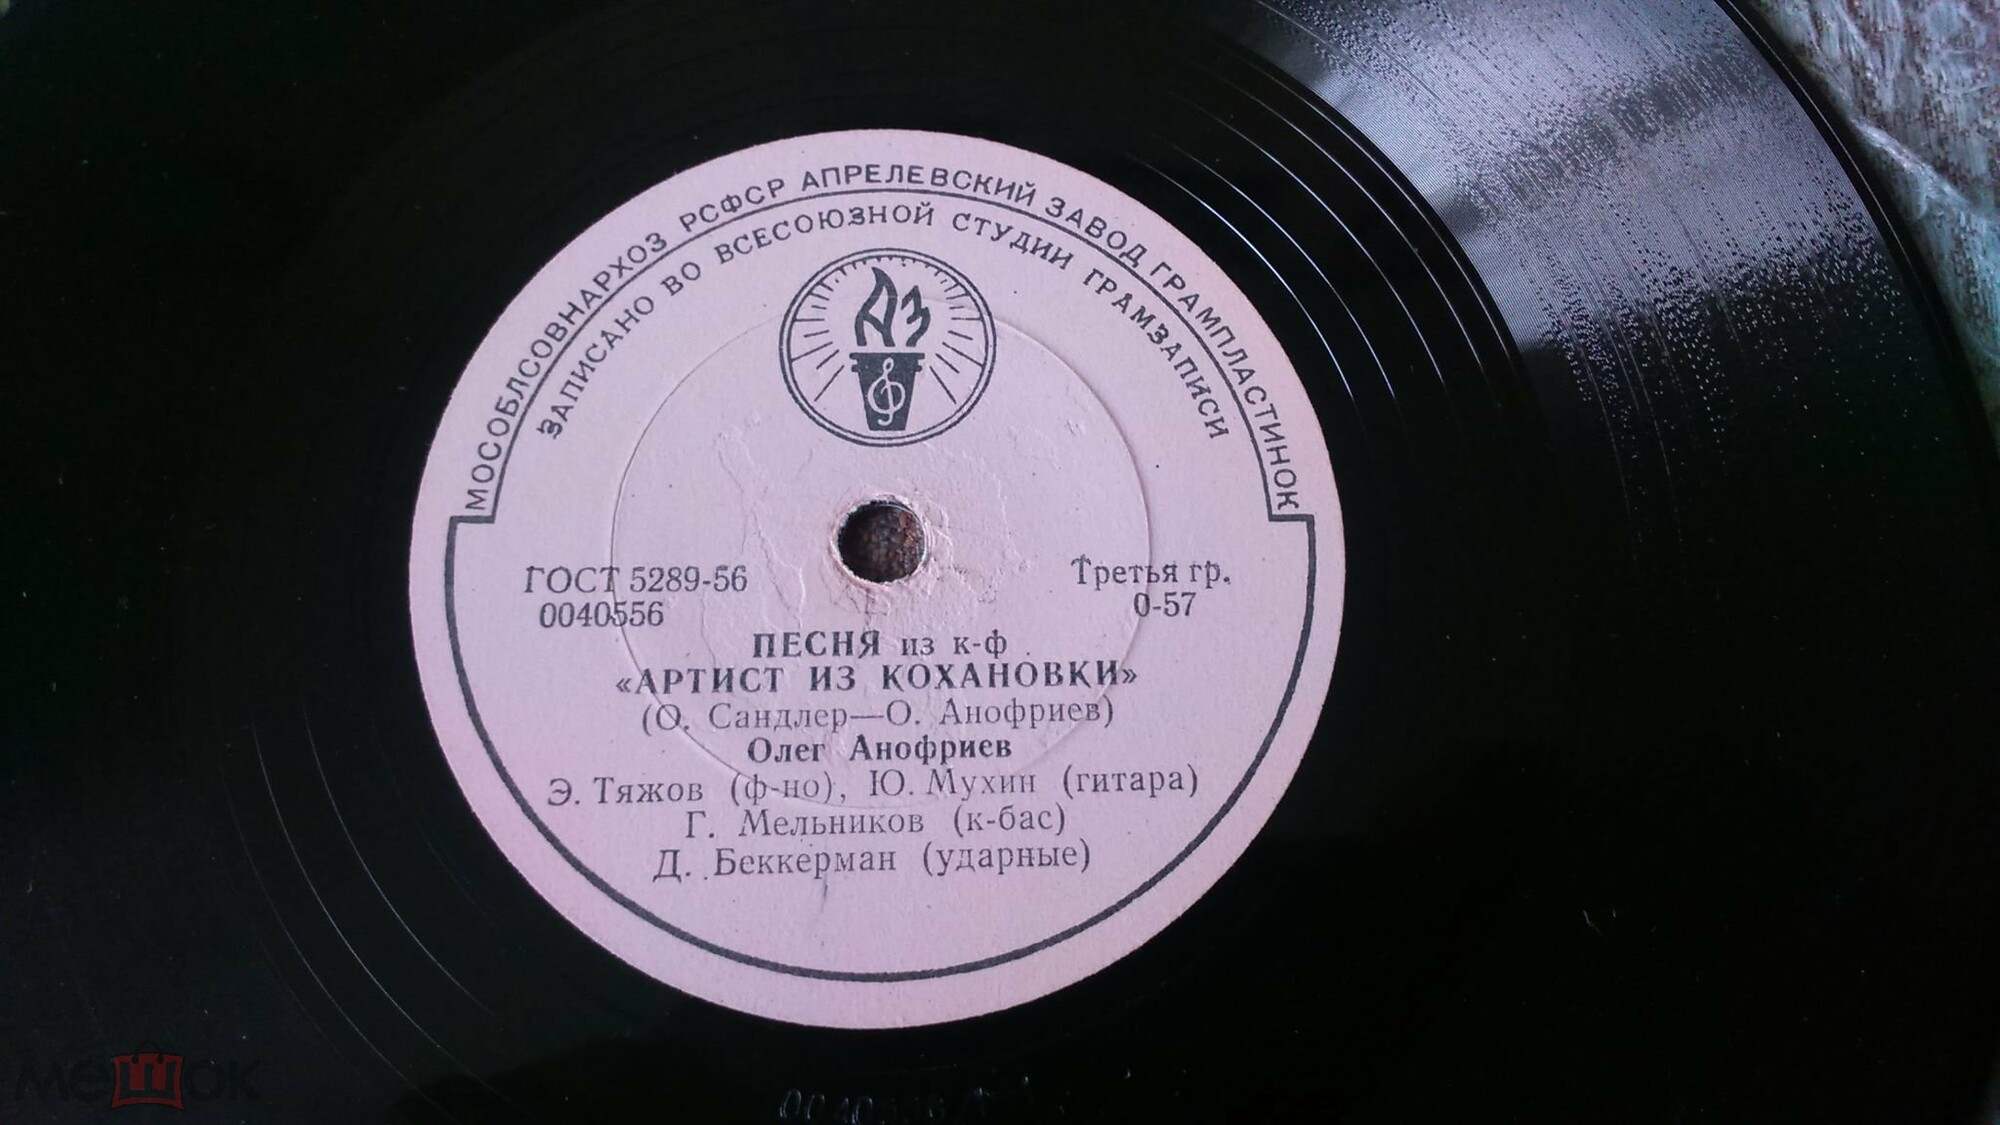 МОСОБЛСОВНАРХОЗ РСФСР АПРЕЛЕВСКИЙ ЗАВОД ГРАМПЛАСТИНОК
ЗАПИСАНО ВО ВСЕСОЮЗНОЙ СТУДИИ ГРАМЗАПИСИ
АЗ
ГОСТ 5289-56
0040556
Третья гр.
0-57
ПЕСНЯ из к-ф
«АРТИСТ ИЗ КОХАНОВКИ»
(О. Сандлер—О. Анофриев)
Олег Анофриев
Э. Тяжов (ф-но), Ю. Мухин (гитара)
Г. Мельников (к-бас)
Д. Беккерман (ударные)
мешок